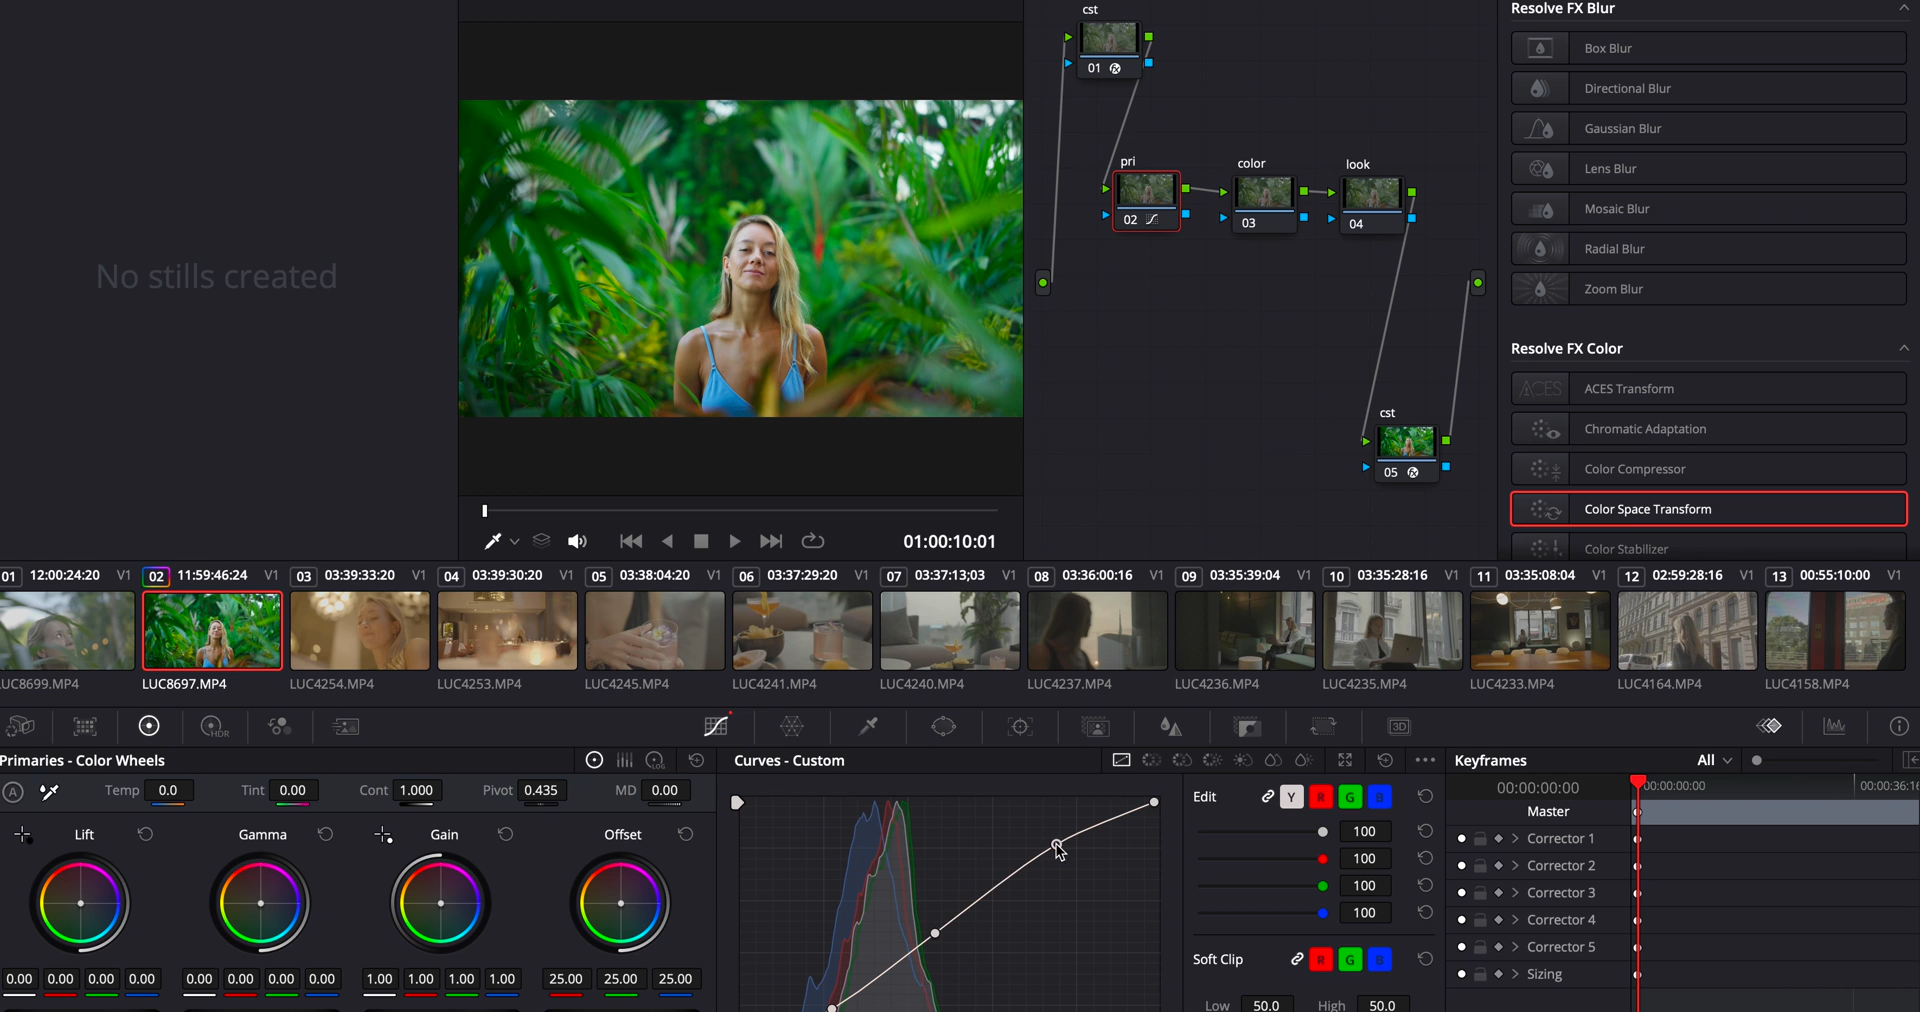 cst
Resolve FX Blur
Box Blur
01
Directional Blur
Gaussian Blur
pri
color
look
Lens Blur
02
03
04
Mosaic Blur
Radial Blur
No stills created
Zoom Blur
Resolve FX Color
ACES
ACES Transform
cst
Chromatic Adaptation
05
Color Compressor
Color Space Transform
01:00:10:01
Color Stabilizer
01 12:00:24:20 V1
02 11:59:46:24 V1
03 03:39:33:20 V1
04 03:39:30:20 V1
05 03:38:04:20 V1
06 03:37:29:20 V1
07 03:37:13;03 V1
08 03:36:00:16 V1
09 03:35:39:04 V1
10 03:35:28:16 V1
11 03:35:08:04 V1
12 02:59:28:16 V1
13 00:55:10:00 V1
LUC8699.MP4
LUC8697.MP4
LUC4254.MP4
LUC4253.MP4
LUC4245.MP4
LUC4241.MP4
LUC4240.MP4
LUC4237.MP4
LUC4236.MP4
LUC4235.MP4
LUC4233.MP4
LUC4164.MP4
LUC4158.MP4
HDR
3D
Primaries - Color Wheels
LOG
Curves - Custom
Keyframes
All
A
Temp 0.0
Tint 0.00
Cont 1.000
Pivot 0.435
MD 0.00
Edit
Y R G B
00:00:00:00
00:00:00:00
00:00:36:16
Master
Lift
Gamma
Gain
Offset
100
Corrector 1
100
Corrector 2
100
Corrector 3
100
Corrector 4
Corrector 5
Soft Clip
R G B
Sizing
0.00 0.00 0.00 0.00
0.00 0.00 0.00 0.00
1.00 1.00 1.00 1.00
25.00 25.00 25.00
Low 50.0
High 50.0